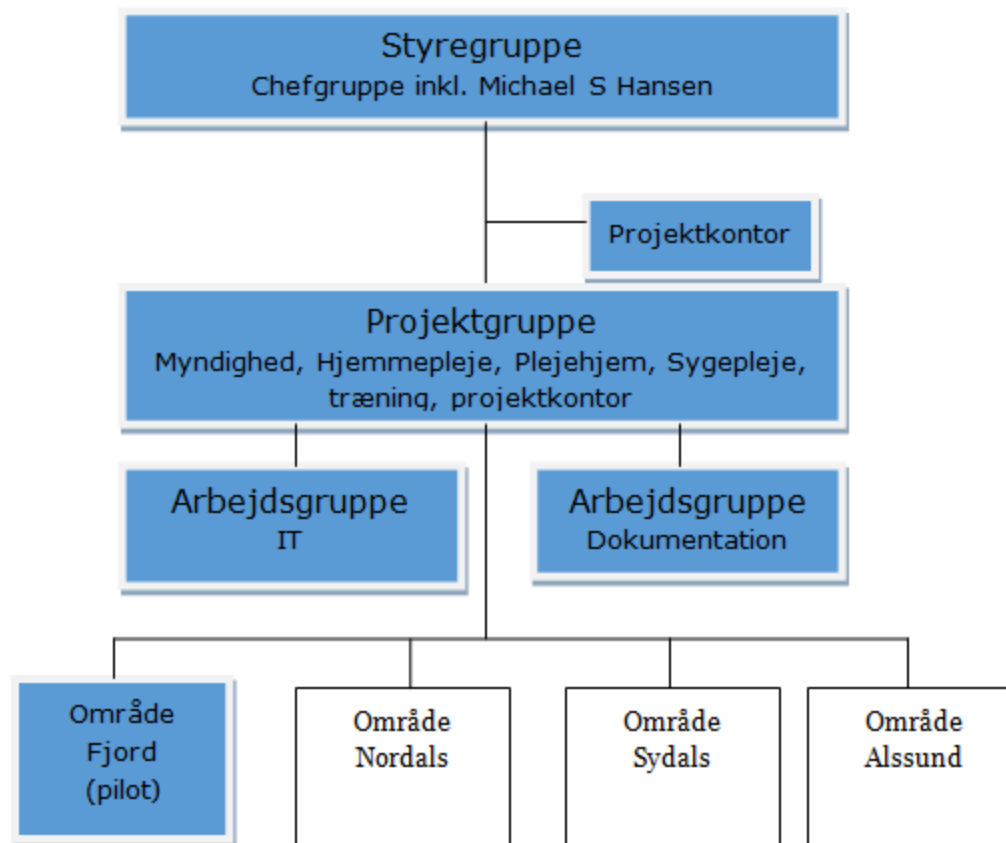 Styregruppe
Chefgruppe inkl. Michael S Hansen
Projektkontor
Projektgruppe
Myndighed, Hjemmepleje, Plejehjem, Sygepleje,
træning, projektkontor
Arbejdsgruppe
IT
Arbejdsgruppe
Dokumentation
Område
Fjord
(pilot)
Område
Nordals
Område
Sydals
Område
Alssund